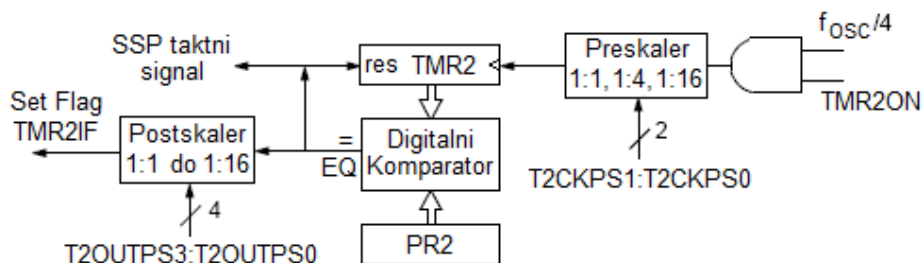 SSP taktni
signal
Set Flag
TMR2IF
Postskaler
1:1 do 1:16
4
T2OUTPS3:T2OUTPS0
res TMR2
=
EQ
Digitalni
Komparator
PR2
Preskaler
1:1, 1:4, 1:16
2
T2CKPS1:T2CKPS0
fOSC/4
TMR2ON